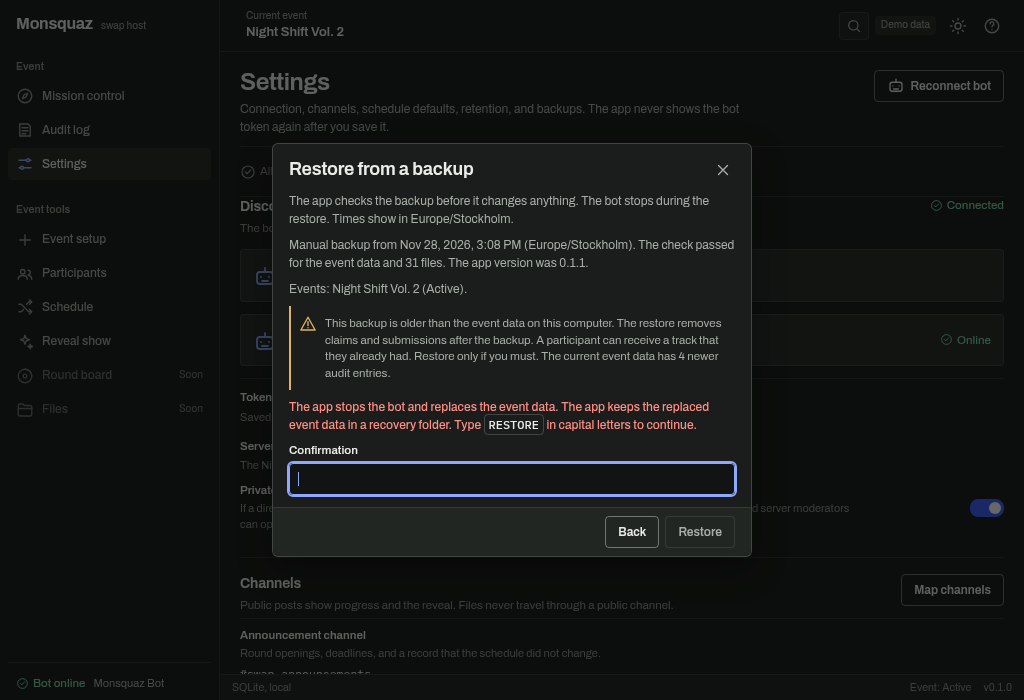 Monsquaz swap host
Current event
Night Shift Vol. 2
Demo data
Event
Mission control
Audit log
Settings
Event tools
Event setup
Participants
Schedule
Reveal show
Round board Soon
Files Soon
Bot online Monsquaz Bot
Settings
Connection, channels, schedule defaults, retention, and backups. The app never shows the bot
token again after you save it.
Reconnect bot
Connected
Online
Restore from a backup
The app checks the backup before it changes anything. The bot stops during the
restore. Times show in Europe/Stockholm.
Manual backup from Nov 28, 2026, 3:08 PM (Europe/Stockholm). The check passed
for the event data and 31 files. The app version was 0.1.1.
Events: Night Shift Vol. 2 (Active).
This backup is older than the event data on this computer. The restore removes
claims and submissions after the backup. A participant can receive a track that
they already had. Restore only if you must. The current event data has 4 newer
audit entries.
The app stops the bot and replaces the event data. The app keeps the replaced
event data in a recovery folder. Type RESTORE in capital letters to continue.
Confirmation
Back Restore
Token
Saved
The
If a
server moderators
can
Channels
Public posts show progress and the reveal. Files never travel through a public channel.
Map channels
Announcement channel
Round openings, deadlines, and a record that the schedule did not change.
SQLite, local
Event: Active v0.1.0